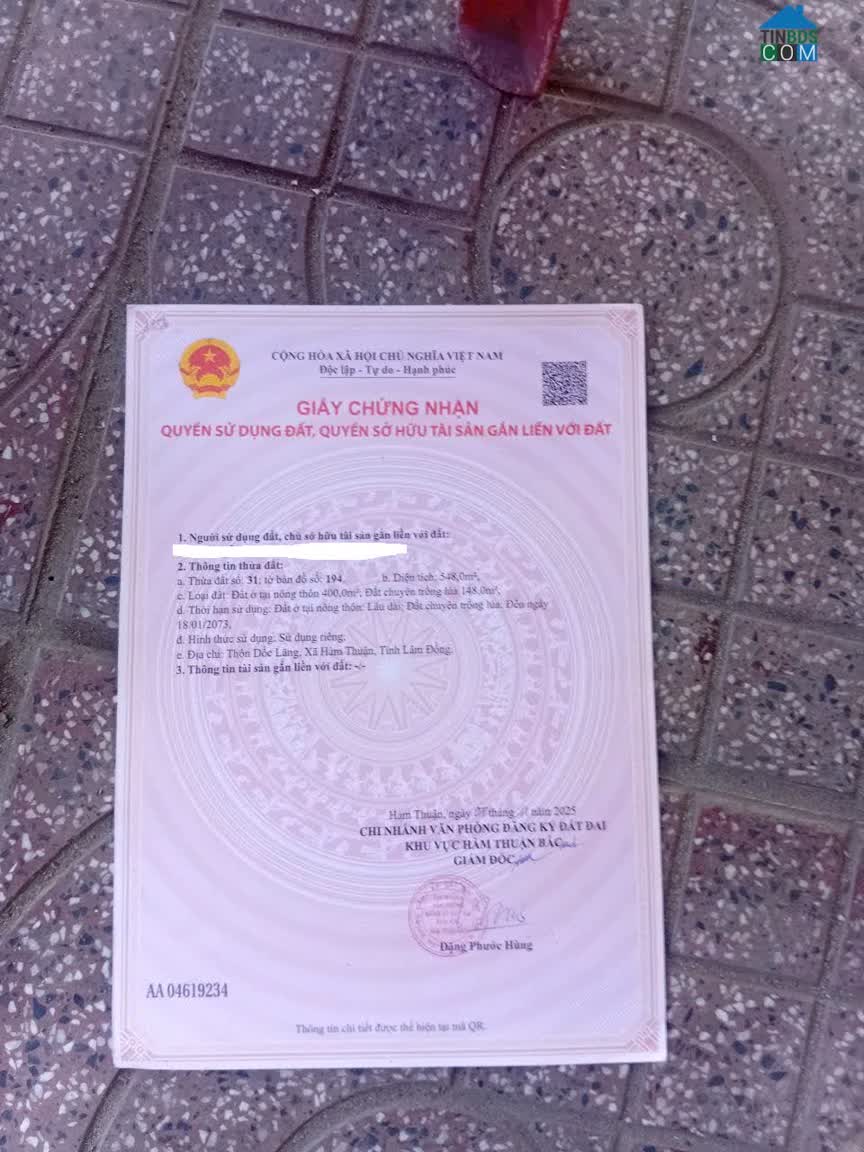 TINBDS
COM
CỘNG HÒA XÃ HỘI CHỦ NGHĨA VIỆT NAM
Độc lập - Tự do - Hạnh phúc
GIẤY CHỨNG NHẬN
QUYỀN SỬ DỤNG ĐẤT, QUYỀN SỞ HỮU TÀI SẢN GẮN LIỀN VỚI ĐẤT
1. Người sử dụng đất, chủ sở hữu tài sản gắn liền với đất:
2. Thông tin thửa đất:
a. Thửa đất số: 31; tờ bản đồ số: 194. b. Diện tích: 548,0m²,
c. Loại đất: Đất ở tại nông thôn 400,0m²; Đất chuyên trồng lúa 148,0m²,
d. Thời hạn sử dụng: Đất ở tại nông thôn: Lâu dài; Đất chuyên trồng lúa: Đến ngày
18/01/2073,
đ. Hình thức sử dụng: Sử dụng riêng,
e. Địa chỉ: Thôn Dốc Lăng, Xã Hàm Thuận, Tỉnh Lâm Đồng.
3. Thông tin tài sản gắn liền với đất: -/-
Hàm Thuận, ngày tháng năm 2025
CHI NHÁNH VĂN PHÒNG ĐĂNG KÝ ĐẤT ĐAI
KHU VỰC HÀM THUẬN BẮC
GIÁM ĐỐC
Đặng Phước Hùng
AA 04619234
Thông tin chi tiết được thể hiện tại mã QR.